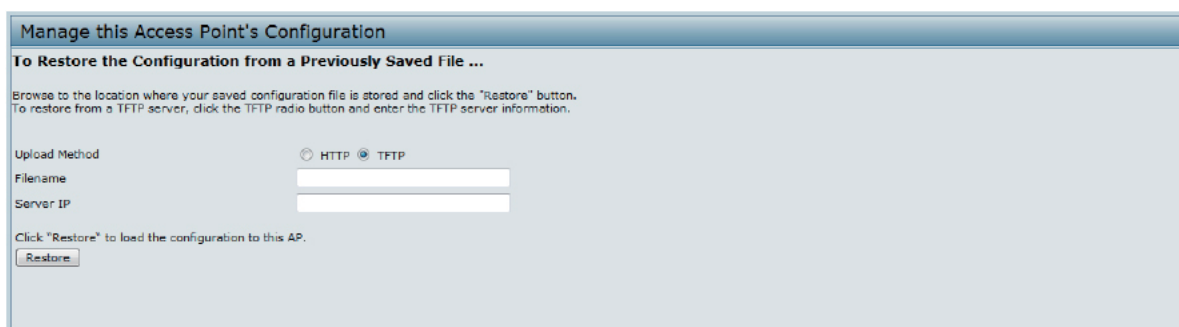 Manage this Access Point's Configuration
To Restore the Configuration from a Previously Saved File ...
Browse to the location where your saved configuration file is stored and click the "Restore" button.
To restore from a TFTP server, click the TFTP radio button and enter the TFTP server information.
Upload Method HTTP TFTP
Filename
Server IP
Click "Restore" to load the configuration to this AP.
Restore